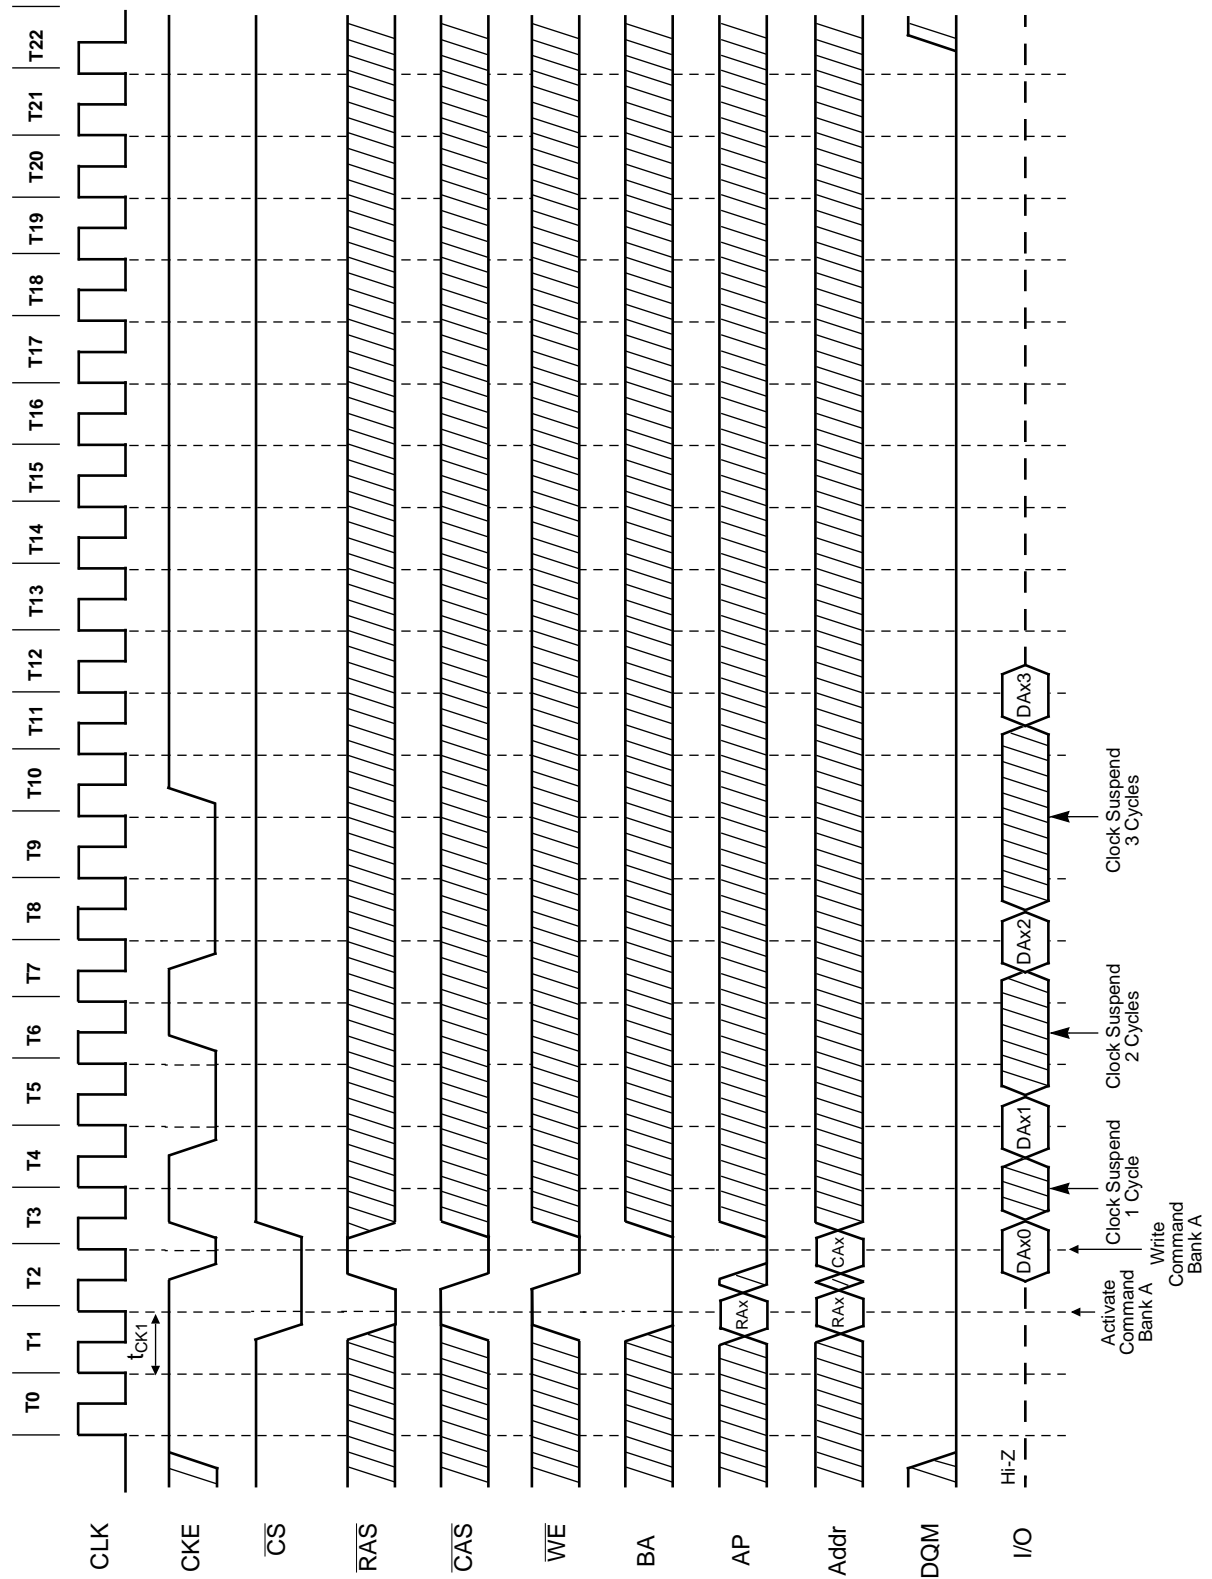 T0 T1 T2 T3 T4 T5 T6 T7 T8 T9 T10 T11 T12 T13 T14 T15 T16 T17 T18 T19 T20 T21 T22
CLK
tCK1
CKE
CS
RAS
CAS
WE
BA
AP
RAx
Addr
RAx CAx
DQM
I/O
Hi-Z
DAx0 DAx1 DAx2 DAx3
Activate
Command
Bank A
Write
Command
Bank A
Clock Suspend
1 Cycle
Clock Suspend
2 Cycles
Clock Suspend
3 Cycles